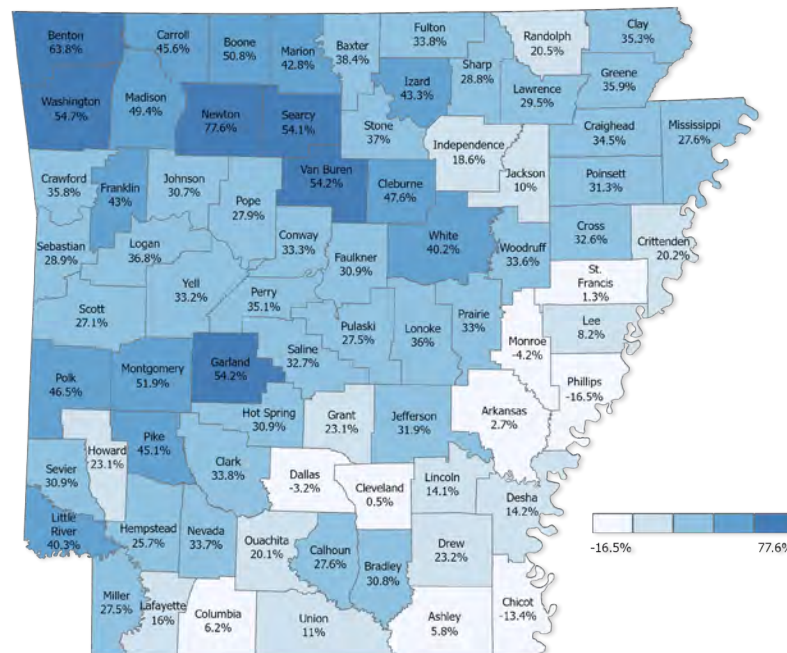 Benton
63.8%
Carroll
45.6%
Boone
50.8%
Marion
42.8%
Baxter
38.4%
Fulton
33.8%
Randolph
20.5%
Clay
35.3%
Washington
54.7%
Madison
49.4%
Newton
77.6%
Searcy
54.1%
Stone
37%
Izard
43.3%
Sharp
28.8%
Lawrence
29.5%
Greene
35.9%
Independence
18.6%
Jackson
10%
Craighead
34.5%
Mississippi
27.6%
Crawford
35.8%
Franklin
43%
Johnson
30.7%
Pope
27.9%
Van Buren
54.2%
Cleburne
47.6%
Poinsett
31.3%
Sebastian
28.9%
Logan
36.8%
Conway
33.3%
Faulkner
30.9%
White
40.2%
Woodruff
33.6%
Cross
32.6%
Crittenden
20.2%
Scott
27.1%
Yell
33.2%
Perry
35.1%
St.
Francis
1.3%
Pulaski
27.5%
Lonoke
36%
Prairie
33%
Monroe
-4.2%
Lee
8.2%
Polk
46.5%
Montgomery
51.9%
Garland
54.2%
Saline
32.7%
Phillips
-16.5%
Hot Spring
30.9%
Grant
23.1%
Jefferson
31.9%
Arkansas
2.7%
Howard
23.1%
Pike
45.1%
Clark
33.8%
Sevier
30.9%
Dallas
-3.2%
Cleveland
0.5%
Lincoln
14.1%
Desha
14.2%
Little
River
40.3%
Hempstead
25.7%
Nevada
33.7%
Ouachita
20.1%
Calhoun
27.6%
Bradley
30.8%
Drew
23.2%
Miller
27.5%
Lafayette
16%
Columbia
6.2%
Union
11%
Ashley
5.8%
Chicot
-13.4%
-16.5%
77.6%